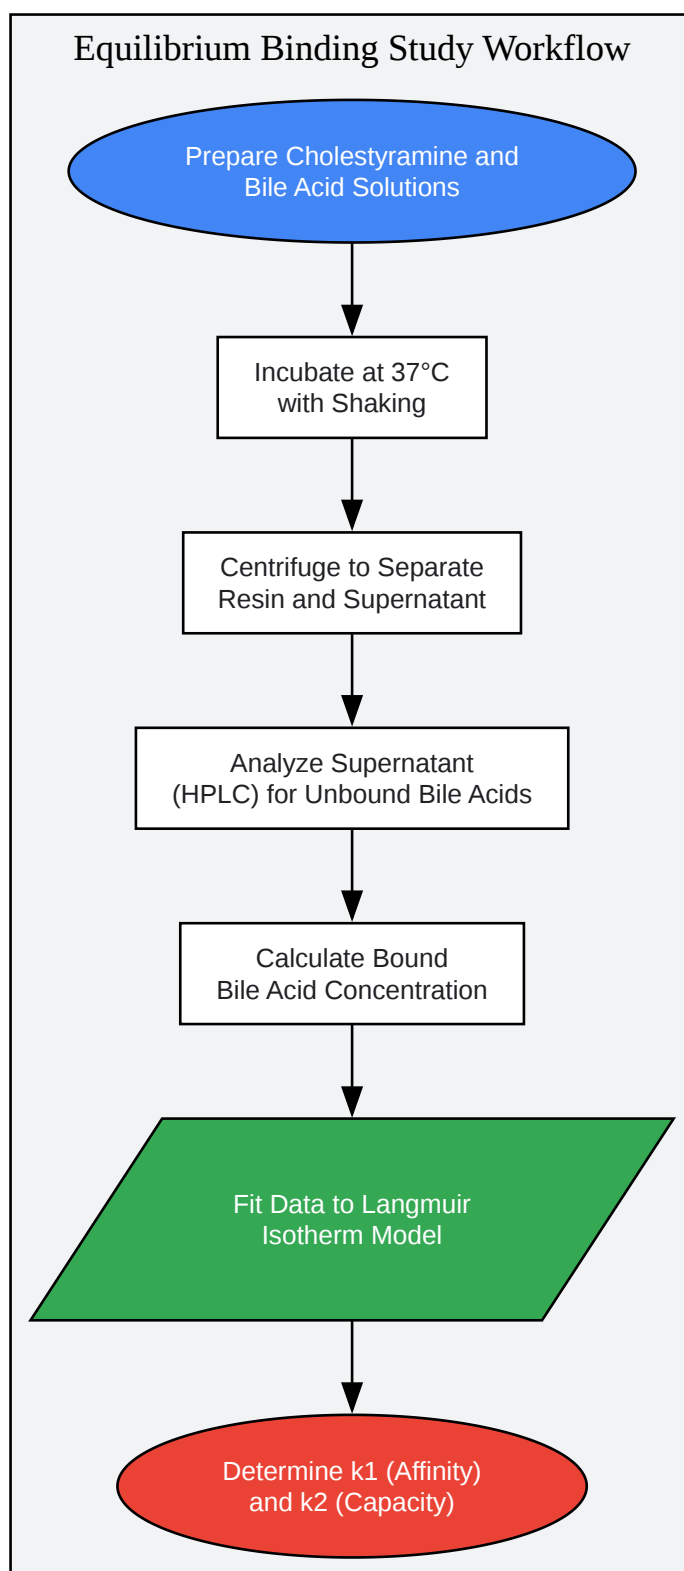 Equilibrium Binding Study Workflow
Prepare Cholestyramine and
Bile Acid Solutions
Incubate at 37°C
with Shaking
Centrifuge to Separate
Resin and Supernatant
Analyze Supernatant
(HPLC) for Unbound Bile Acids
Calculate Bound
Bile Acid Concentration
Fit Data to Langmuir
Isotherm Model
Determine k1 (Affinity)
and k2 (Capacity)